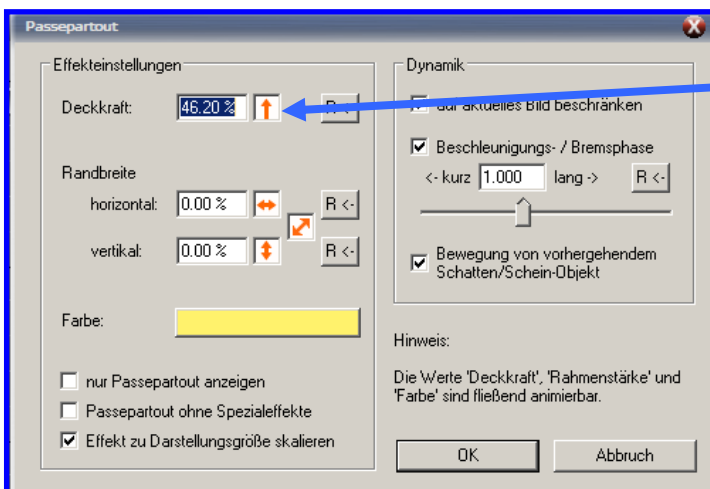 Passepartout
Effekteinstellungen
Deckkraft: 46.20 %
Randbreite
horizontal: 0.00 % R <-
vertikal: 0.00 % R <-
Farbe:
nur Passepartout anzeigen
Passepartout ohne Spezialeffekte
Effekt zu Darstellungsgröße skalieren
Dynamik
auf aktuelles Bild beschränken
Beschleunigungs- / Bremsphase
<- kurz 1.000 lang -> R <-
Bewegung von vorhergehendem
Schatten/Schein-Objekt
Hinweis:
Die Werte 'Deckkraft', 'Rahmenstärke' und
'Farbe' sind fließend animierbar.
OK Abbruch